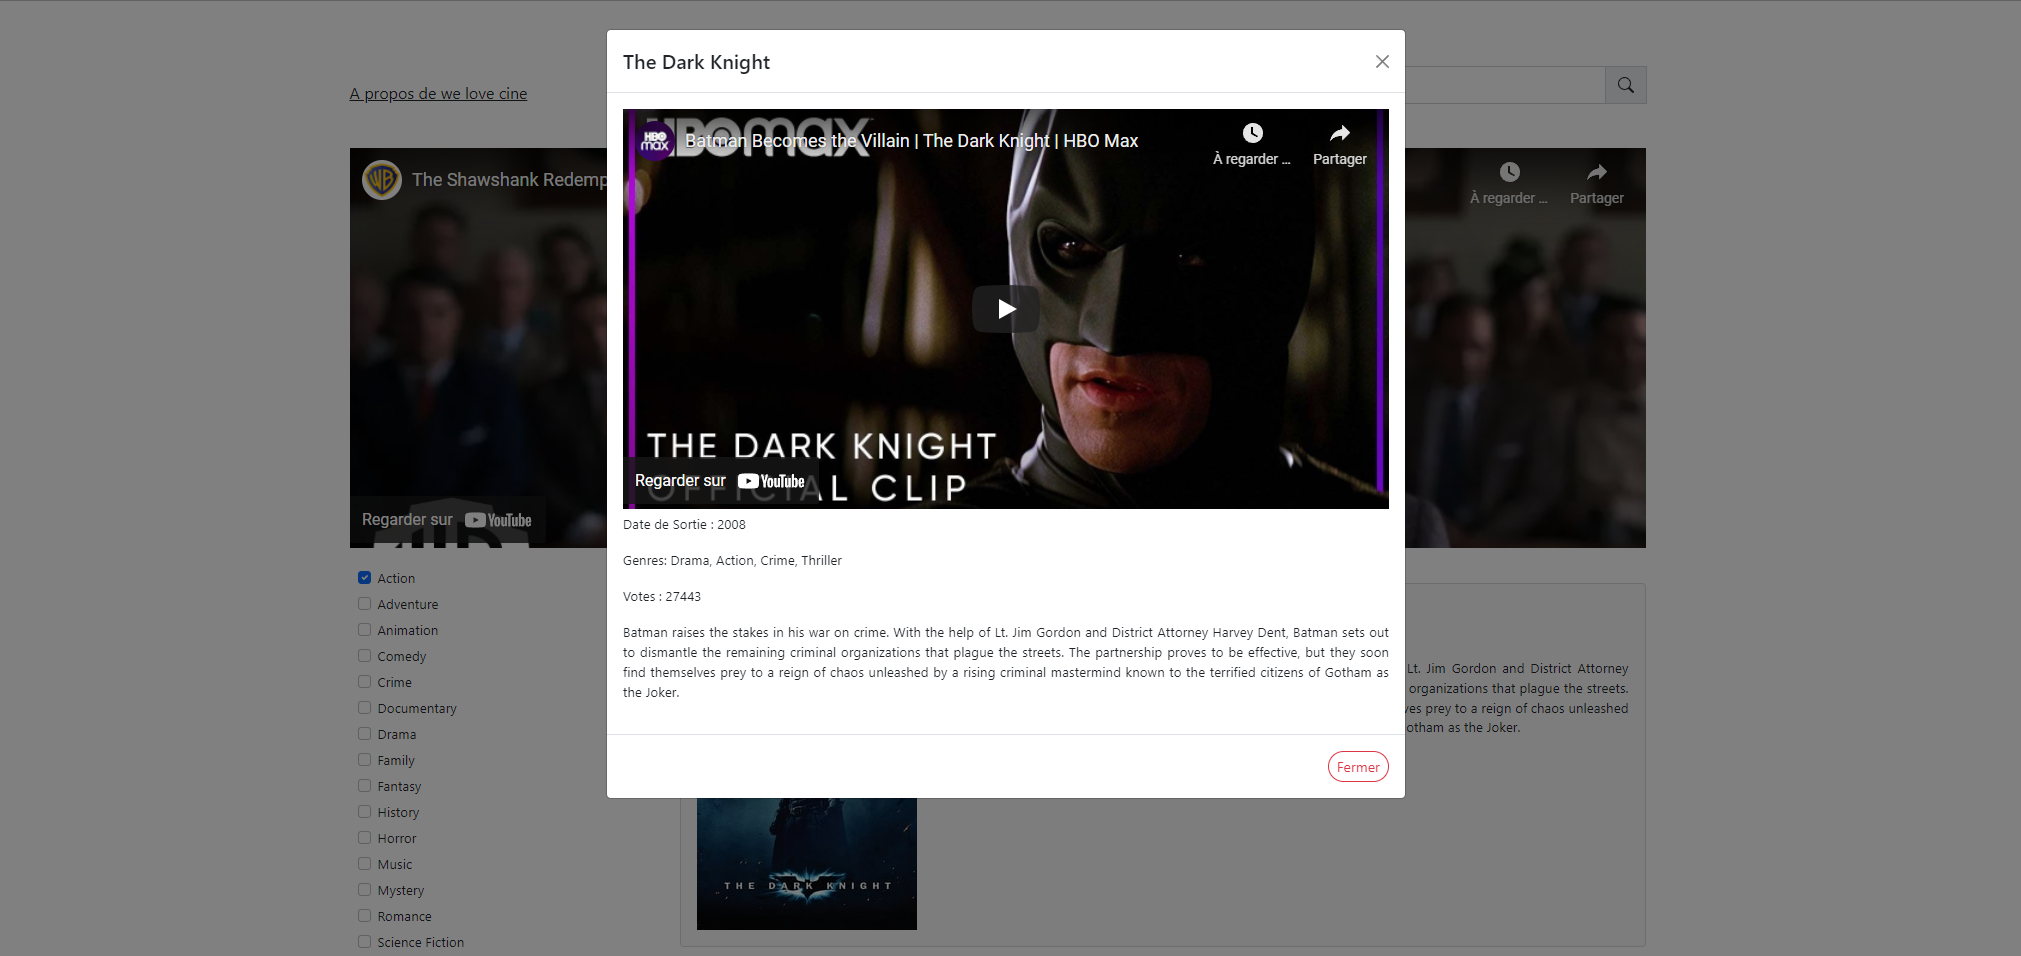 The Dark Knight
A propos de we love cine
HBO max
HBOmax
Batman Becomes the Villain | The Dark Knight | HBO Max
À regarder ...
Partager
WB
The Shawshank Redemp
À regarder ...
Partager
THE DARK KNIGHT
OFFICIAL CLIP
Regarder sur YouTube
Regarder sur YouTube
Date de Sortie : 2008
Genres: Drama, Action, Crime, Thriller
Votes : 27443
Batman raises the stakes in his war on crime. With the help of Lt. Jim Gordon and District Attorney Harvey Dent, Batman sets out
to dismantle the remaining criminal organizations that plague the streets. The partnership proves to be effective, but they soon
find themselves prey to a reign of chaos unleashed by a rising criminal mastermind known to the terrified citizens of Gotham as
the Joker.
Fermer
Action
Adventure
Animation
Comedy
Crime
Documentary
Drama
Family
Fantasy
History
Horror
Music
Mystery
Romance
Science Fiction
Lt. Jim Gordon and District Attorney
organizations that plague the streets.
ves prey to a reign of chaos unleashed
otham as the Joker.
THE DARK KNIGHT